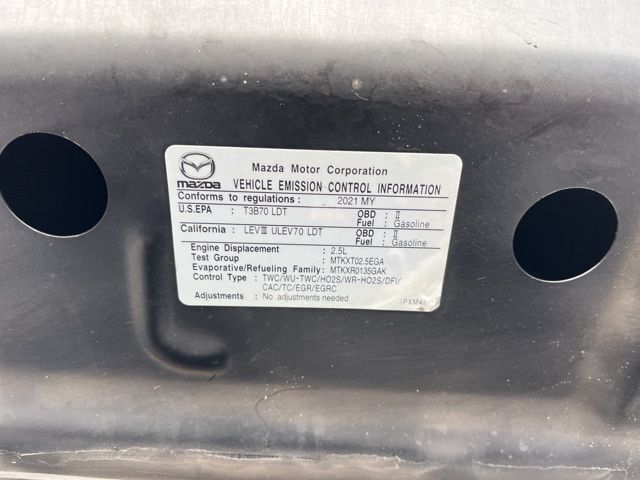 Mazda Motor Corporation
mazda VEHICLE EMISSION CONTROL INFORMATION
Conforms to regulations : 2021 MY
U.S.EPA : T3B70 LDT OBD : II
Fuel : Gasoline
California : LEVIII ULEV70 LDT OBD : II
Fuel : Gasoline
Engine Displacement : 2.5L
Test Group : MTKXT02.5EGA
Evaporative/Refueling Family : MTKXR0135GAK
Control Type : TWC/WU-TWC/HO2S/WR-HO2S/DFI/
CAC/TC/EGR/EGRC
Adjustments : No adjustments needed.